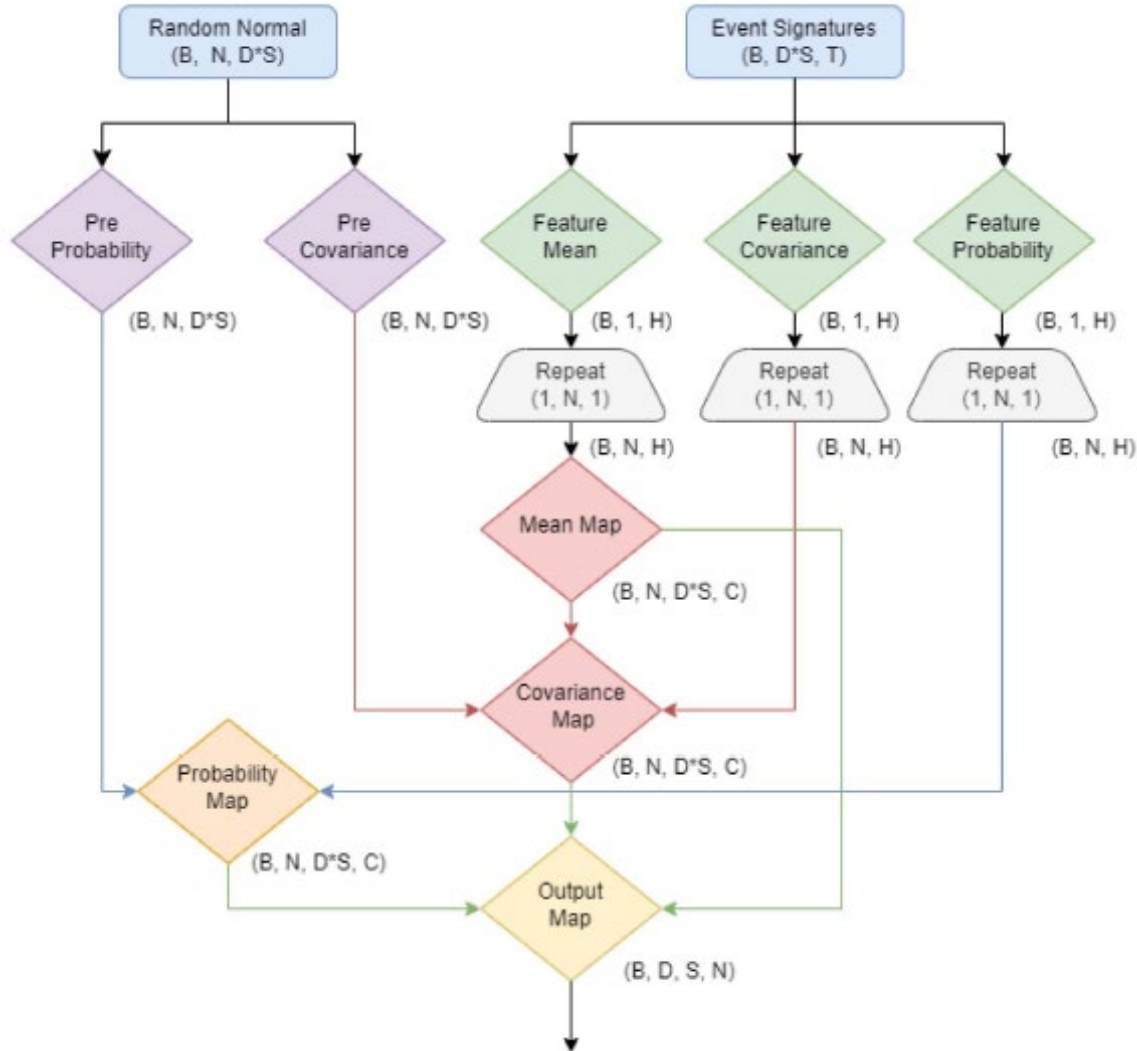 Random Normal
(B, N, D*S)
Event Signatures
(B, D*S, T)
Pre
Probability
Pre
Covariance
Feature
Mean
Feature
Covariance
Feature
Probability
(B, N, D*S)
(B, N, D*S)
(B, 1, H)
(B, 1, H)
(B, 1, H)
Repeat
(1, N, 1)
Repeat
(1, N, 1)
Repeat
(1, N, 1)
(B, N, H)
(B, N, H)
(B, N, H)
Mean Map
(B, N, D*S, C)
Covariance
Map
(B, N, D*S, C)
Probability
Map
(B, N, D*S, C)
Output
Map
(B, D, S, N)